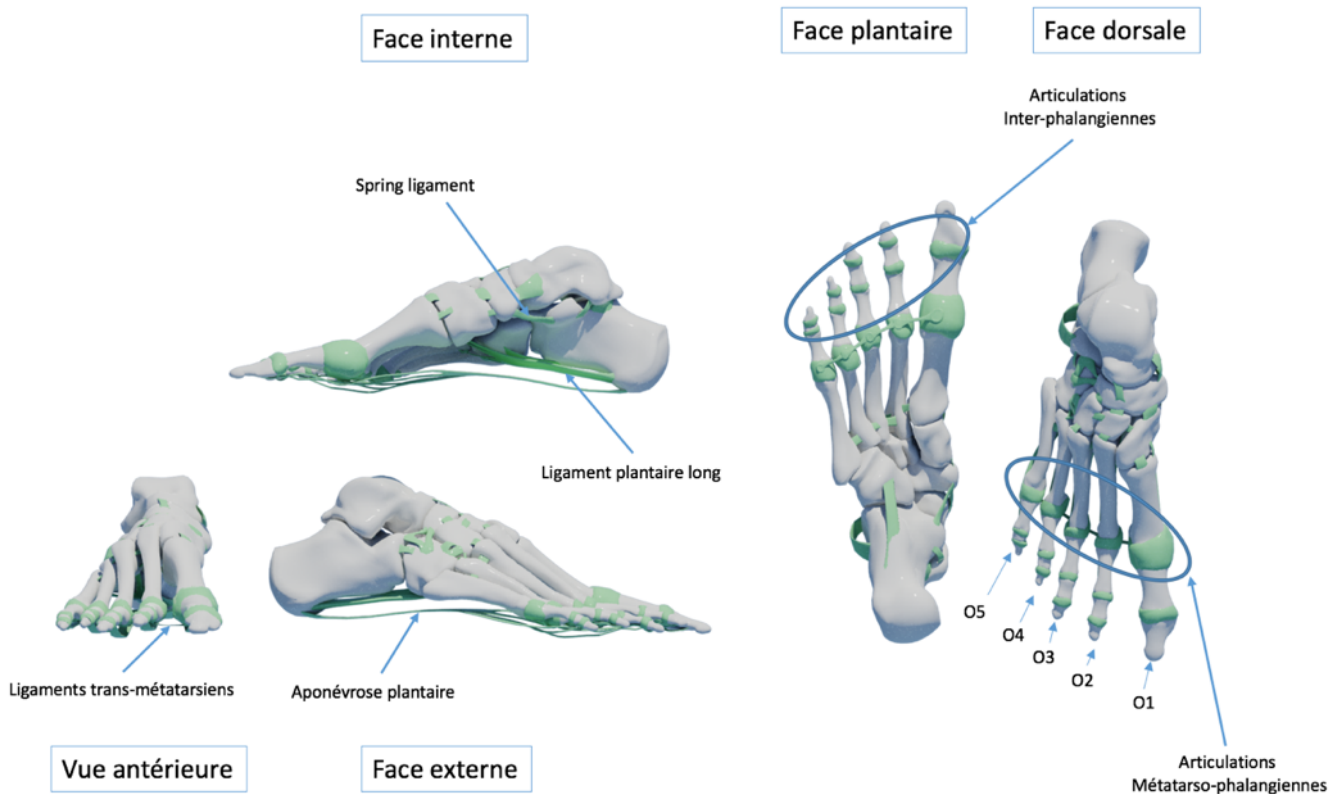 Face interne
Face plantaire
Face dorsale
Articulations
Inter-phalangiennes
Spring ligament
Ligament plantaire long
O5
O4
O3
O2
O1
Ligaments trans-métatarsiens
Aponévrose plantaire
Vue antérieure
Face externe
Articulations
Métatarso-phalangiennes